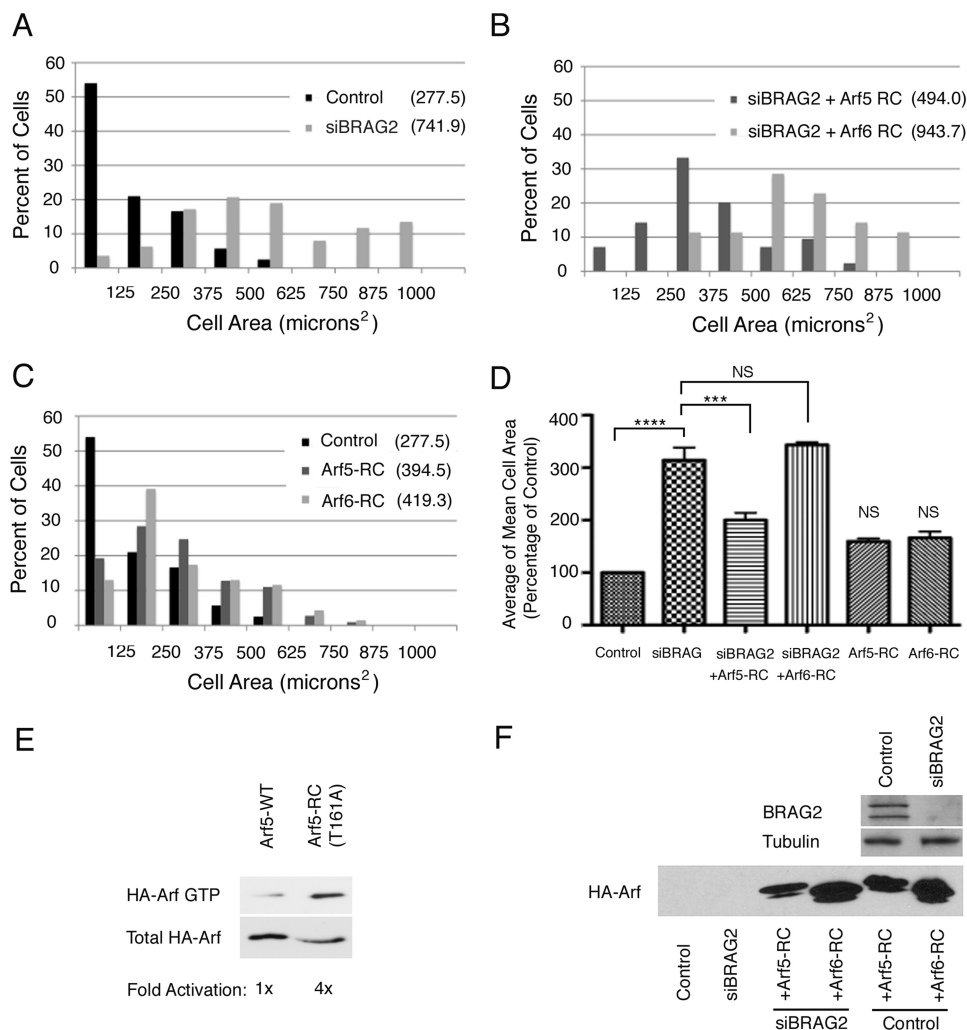 A
60
50
40
30
20
10
0
Percent of Cells
Control (277.5)
siBRAG2 (741.9)
125 250 375 500 625 750 875 1000
Cell Area (microns²)
B
60
50
40
30
20
10
0
Percent of Cells
siBRAG2 + Arf5 RC (494.0)
siBRAG2 + Arf6 RC (943.7)
125 250 375 500 625 750 875 1000
Cell Area (microns²)
C
60
50
40
30
20
10
0
Percent of Cells
Control (277.5)
Arf5-RC (394.5)
Arf6-RC (419.3)
125 250 375 500 625 750 875 1000
Cell Area (microns²)
D
Average of Mean Cell Area
(Percentage of Control)
400
300
200
100
0
NS
****
***
NS
NS
Control
siBRAG
siBRAG2
+Arf5-RC
siBRAG2
+Arf6-RC
Arf5-RC
Arf6-RC
E
Arf5-WT
Arf5-RC
(T161A)
HA-Arf GTP
Total HA-Arf
Fold Activation: 1x 4x
F
Control
siBRAG2
BRAG2
Tubulin
HA-Arf
Control
siBRAG2
+Arf5-RC
+Arf6-RC
+Arf5-RC
+Arf6-RC
siBRAG2
Control